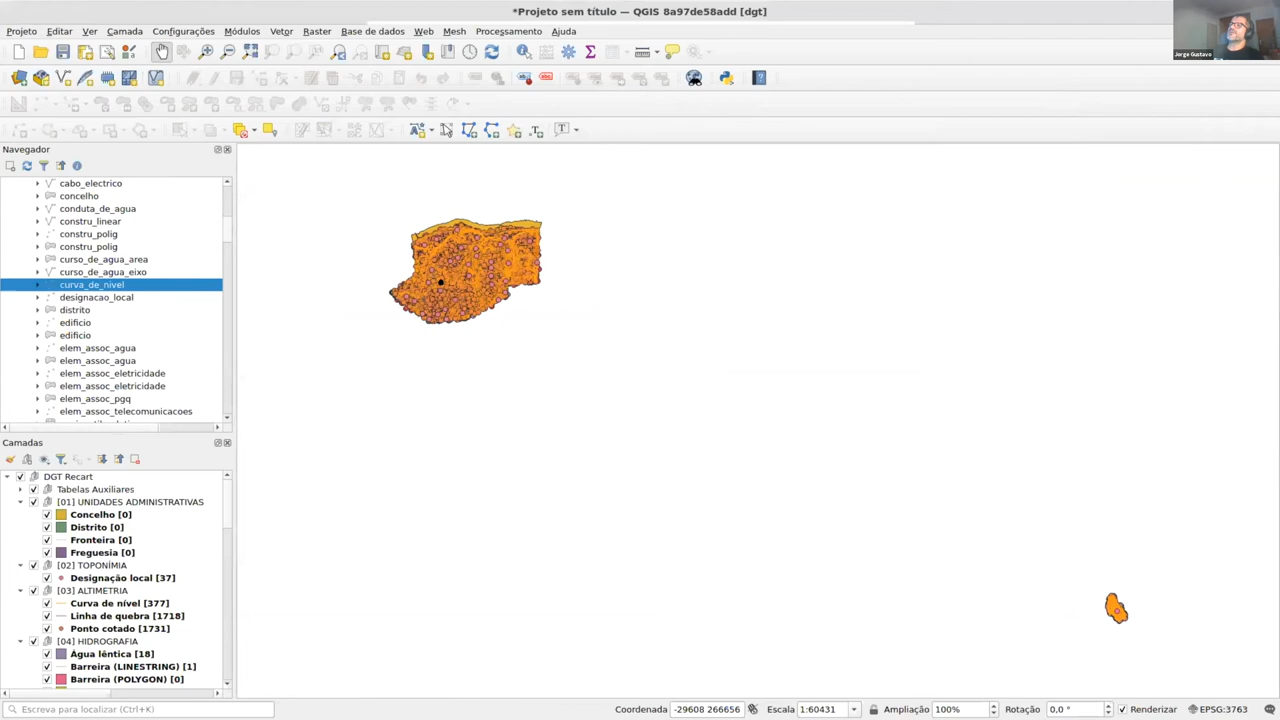 *Projeto sem título — QGIS 8a97de58add [dgt]
Projeto Editar Ver Camada Configurações Módulos Vetor Raster Base de dados Web Mesh Processamento Ajuda
Jorge Gustavo
Navegador
cabo_electrico
concelho
conduta_de_agua
constru_linear
constru_polig
constru_polig
curso_de_agua_area
curso_de_agua_eixo
curva_de_nivel
designacao_local
distrito
edificio
edificio
elem_assoc_agua
elem_assoc_agua
elem_assoc_eletricidade
elem_assoc_eletricidade
elem_assoc_pgq
elem_assoc_telecomunicacoes
Camadas
DGT Recart
Tabelas Auxiliares
[01] UNIDADES ADMINISTRATIVAS
Concelho [0]
Distrito [0]
Fronteira [0]
Freguesia [0]
[02] TOPONÍMIA
Designação local [37]
[03] ALTIMETRIA
Curva de nível [377]
Linha de quebra [1718]
Ponto cotado [1731]
[04] HIDROGRAFIA
Água lêntica [18]
Barreira (LINESTRING) [1]
Barreira (POLYGON) [0]
Escreva para localizar (Ctrl+K) Coordenada -29608 266656 Escala 1:60431 Ampliação 100% Rotação 0,0 ° Renderizar EPSG:3763